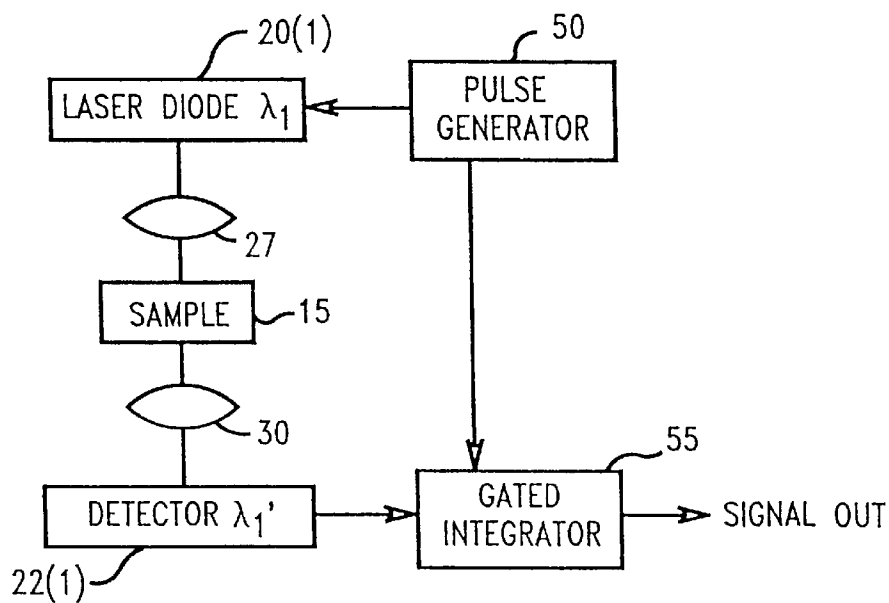 20(1)
50
LASER DIODE λ1
PULSE
GENERATOR
27
SAMPLE
15
30
55
DETECTOR λ1'
GATED
INTEGRATOR
SIGNAL OUT
22(1)